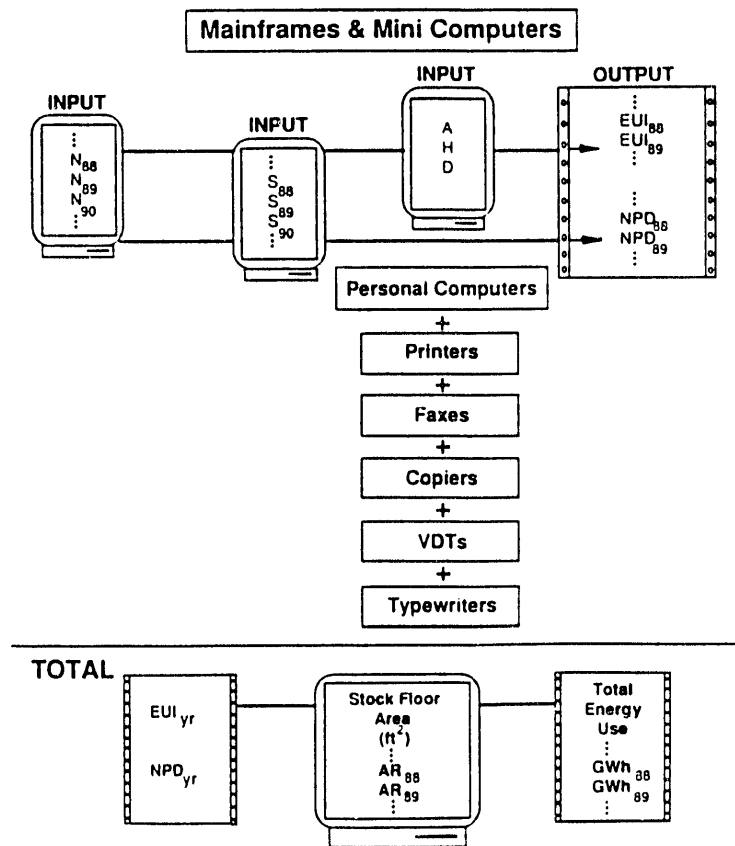 Mainframes & Mini Computers
INPUT
N88
N89
N90
INPUT
S88
S89
S90
INPUT
A
H
D
OUTPUT
EUI88
EUI89
NPD88
NPD89
Personal Computers
+
Printers
+
Faxes
+
Copiers
+
VDTs
+
Typewriters
TOTAL
EUIyr
NPDyr
Stock Floor
Area
(ft2)
AR88
AR89
Total
Energy
Use
GWh88
GWh89